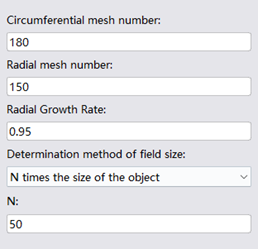 Circumferential mesh number:
180
Radial mesh number:
150
Radial Growth Rate:
0.95
Determination method of field size:
N times the size of the object
N:
50